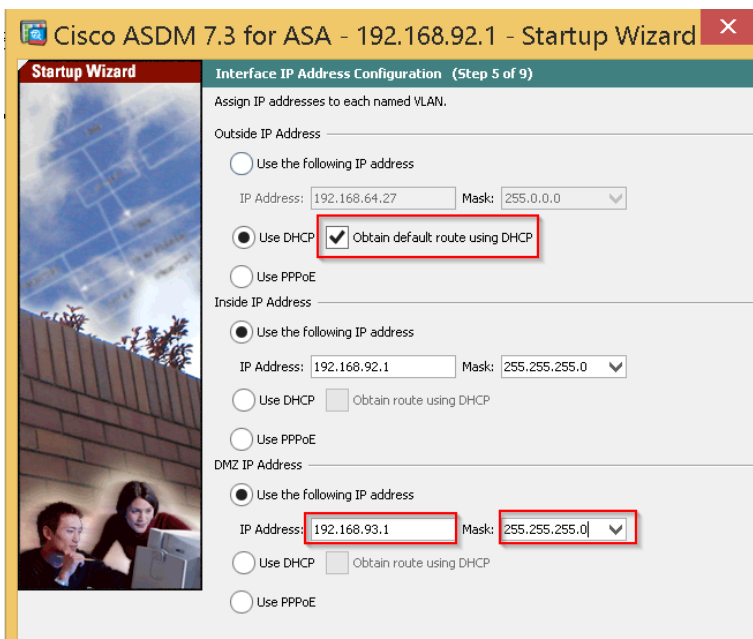 Cisco ASDM 7.3 for ASA - 192.168.92.1 - Startup Wizard
Startup Wizard
Interface IP Address Configuration (Step 5 of 9)
Assign IP addresses to each named VLAN.
Outside IP Address
Use the following IP address
IP Address: 192.168.64.27 Mask: 255.0.0.0
Use DHCP Obtain default route using DHCP
Use PPPoE
Inside IP Address
Use the following IP address
IP Address: 192.168.92.1 Mask: 255.255.255.0
Use DHCP Obtain route using DHCP
Use PPPoE
DMZ IP Address
Use the following IP address
IP Address: 192.168.93.1 Mask: 255.255.255.0
Use DHCP Obtain route using DHCP
Use PPPoE